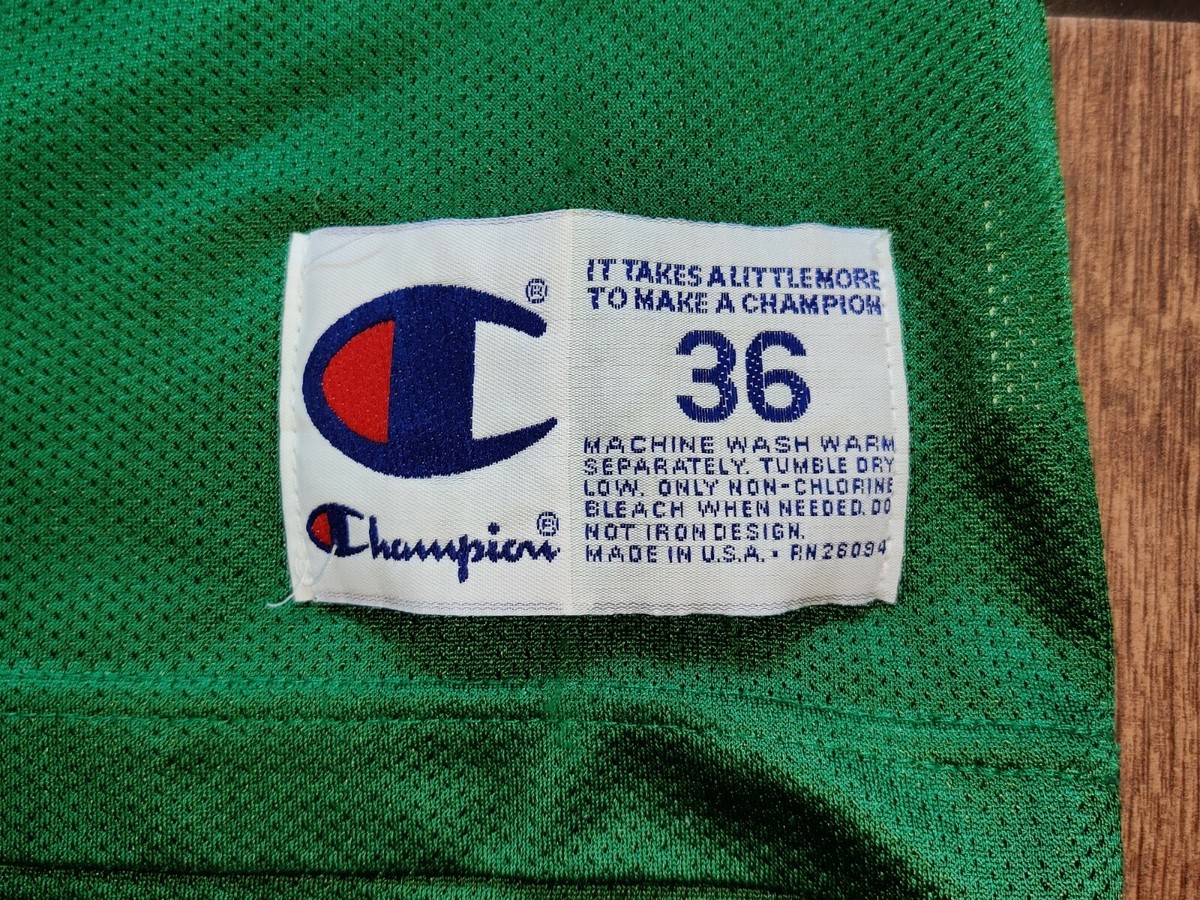 ®
Champion®
IT TAKES A LITTLE MORE
TO MAKE A CHAMPION
36
MACHINE WASH WARM
SEPARATELY. TUMBLE DRY
LOW. ONLY NON-CHLORINE
BLEACH WHEN NEEDED. DO
NOT IRON DESIGN.
MADE IN U.S.A. • RN26094